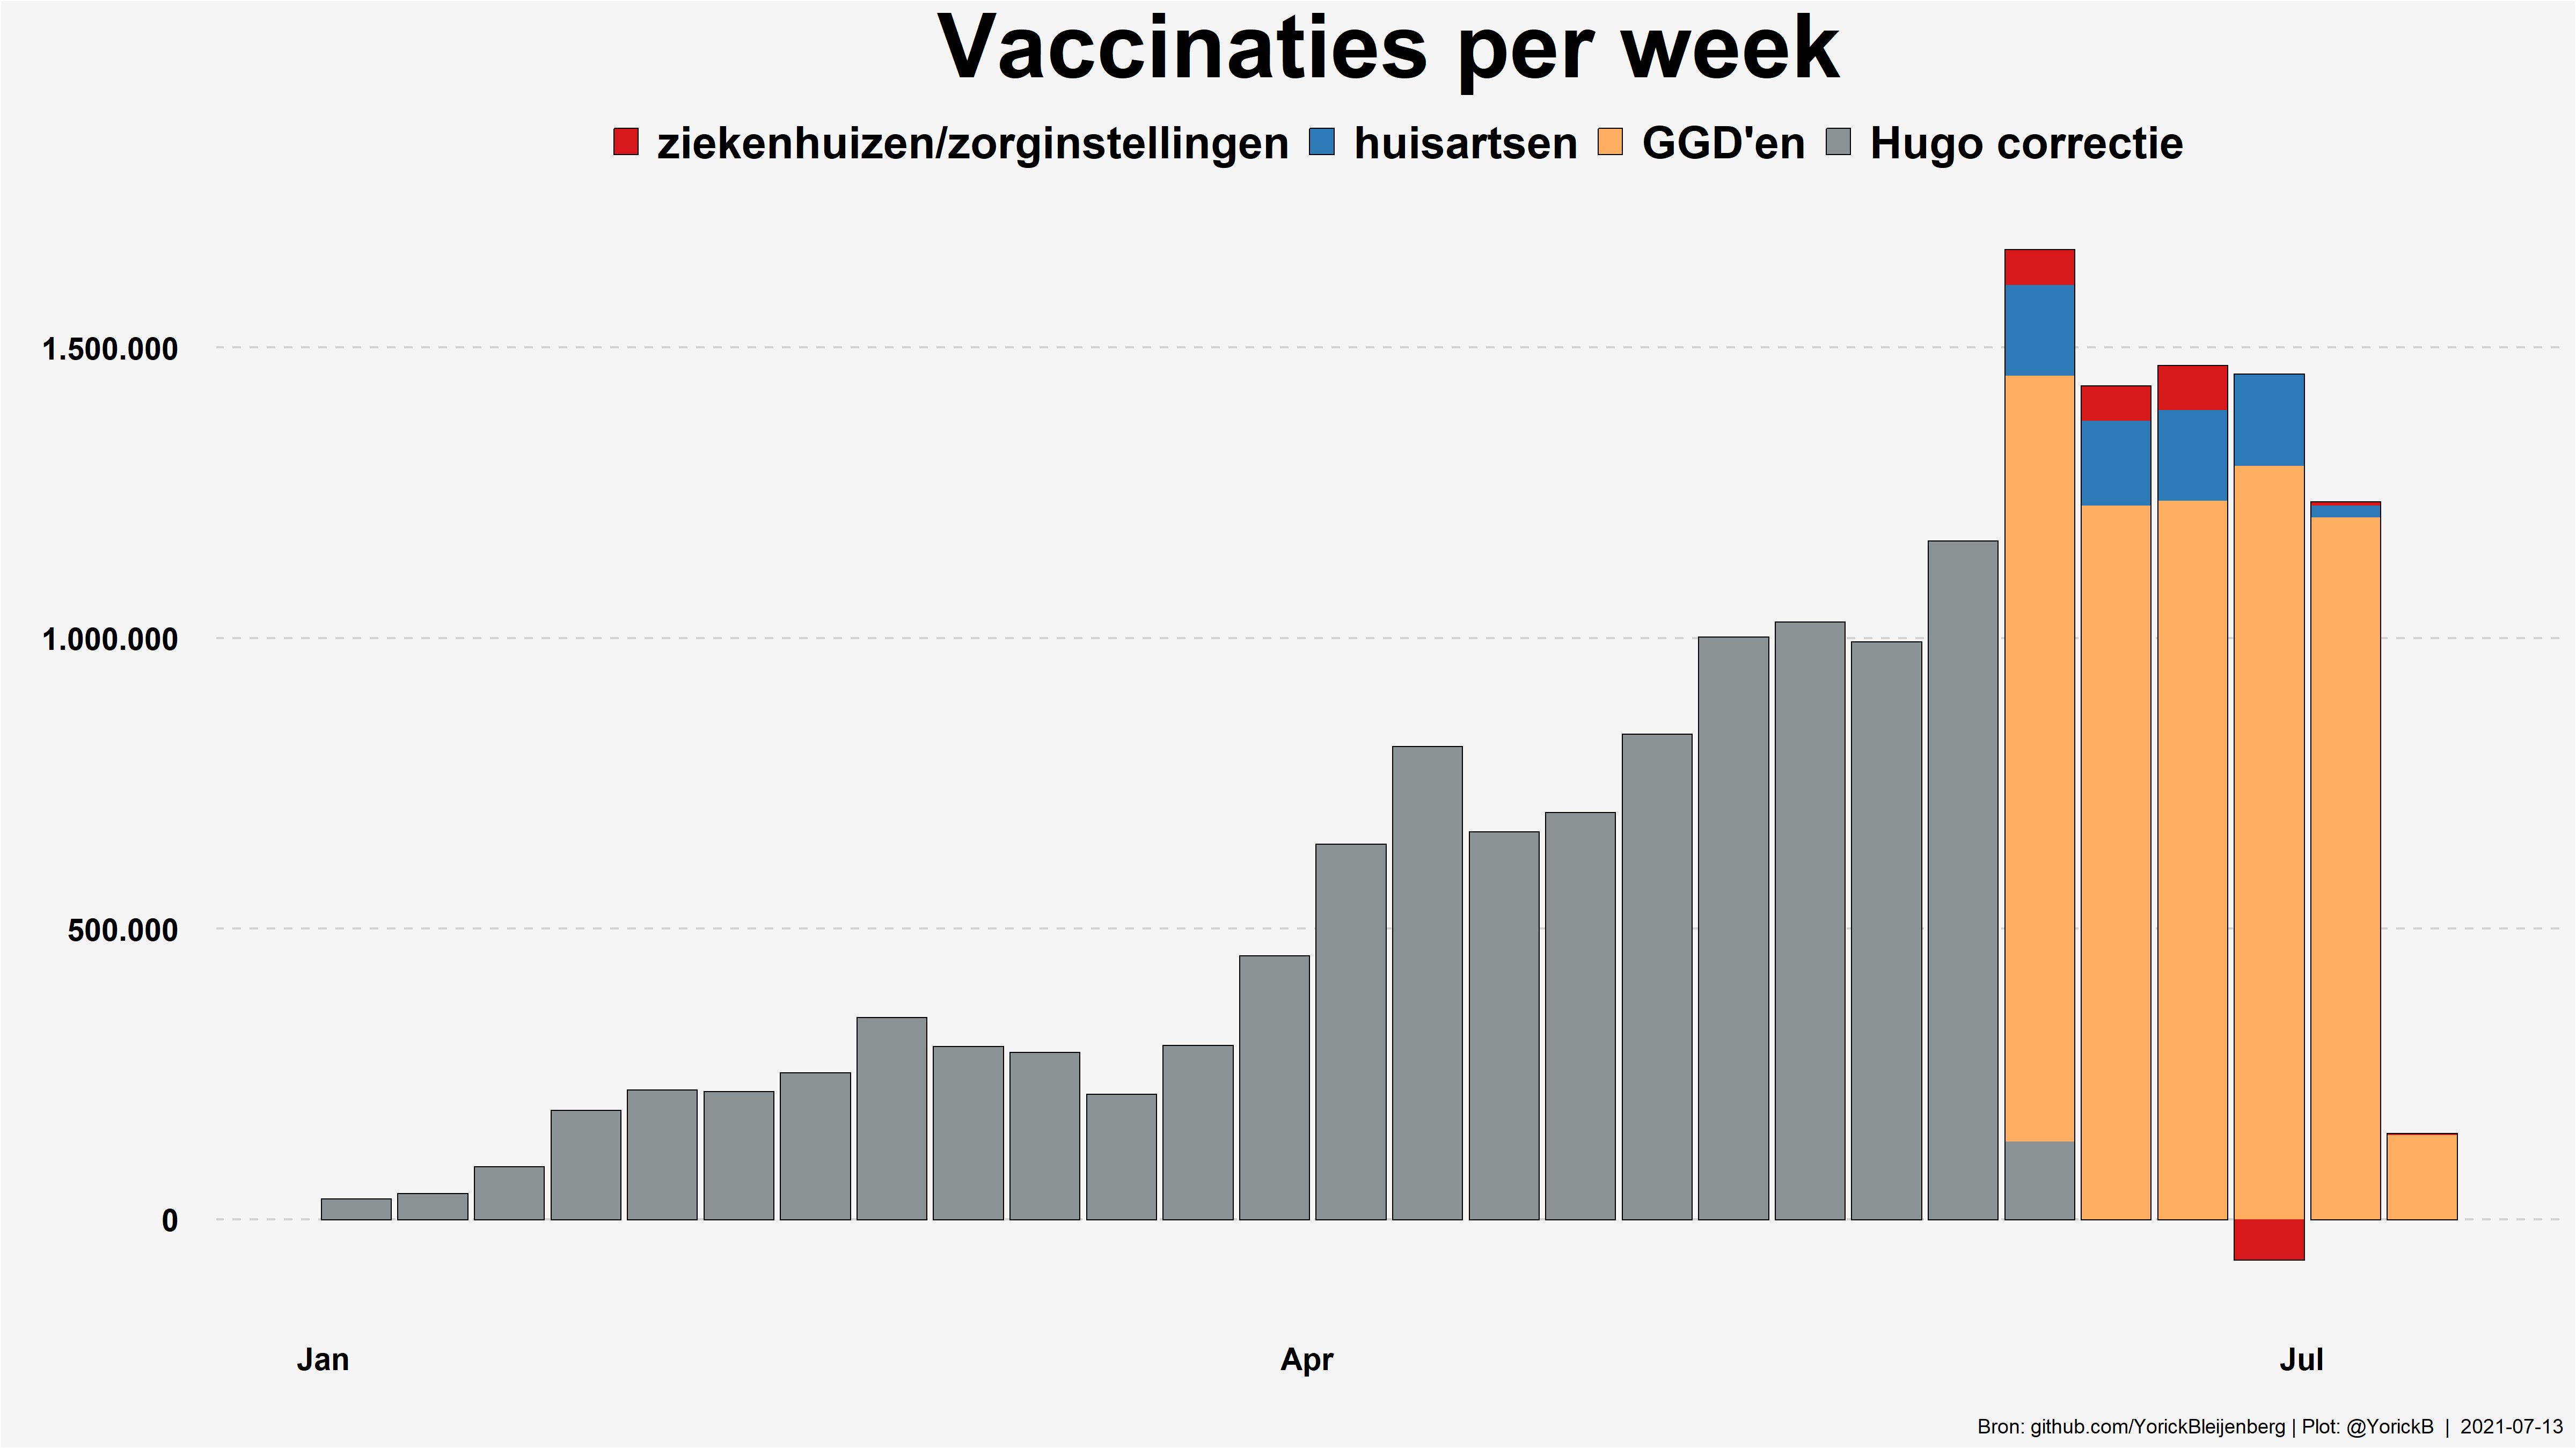 Vaccinaties per week
ziekenhuizen/zorginstellingen huisartsen GGD'en Hugo correctie
1.500.000
1.000.000
500.000
0
Jan Apr Jul
Bron: github.com/YorickBleijenberg | Plot: @YorickB | 2021-07-13